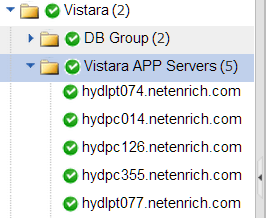 Vistara (2)
DB Group (2)
Vistara APP Servers (5)
hydlpt074.netenrich.com
hydpc014.netenrich.com
hydpc126.netenrich.com
hydpc355.netenrich.com
hydlpt077.netenrich.com